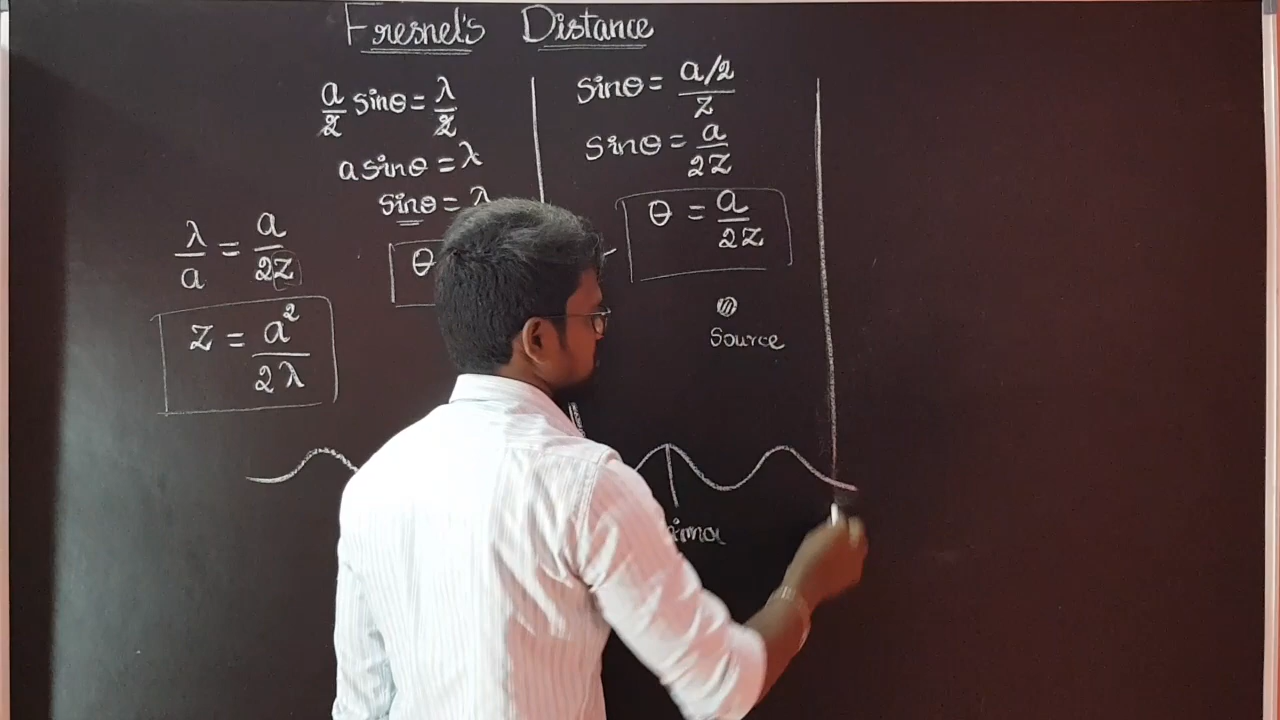 Fresnel's Distance
a/2 sinθ = λ/2
a sinθ = λ
sinθ = λ
θ
λ/a = a/2z
z = a²/2λ
sinθ = a/2/z
sinθ = a/2z
θ = a/2z
Source